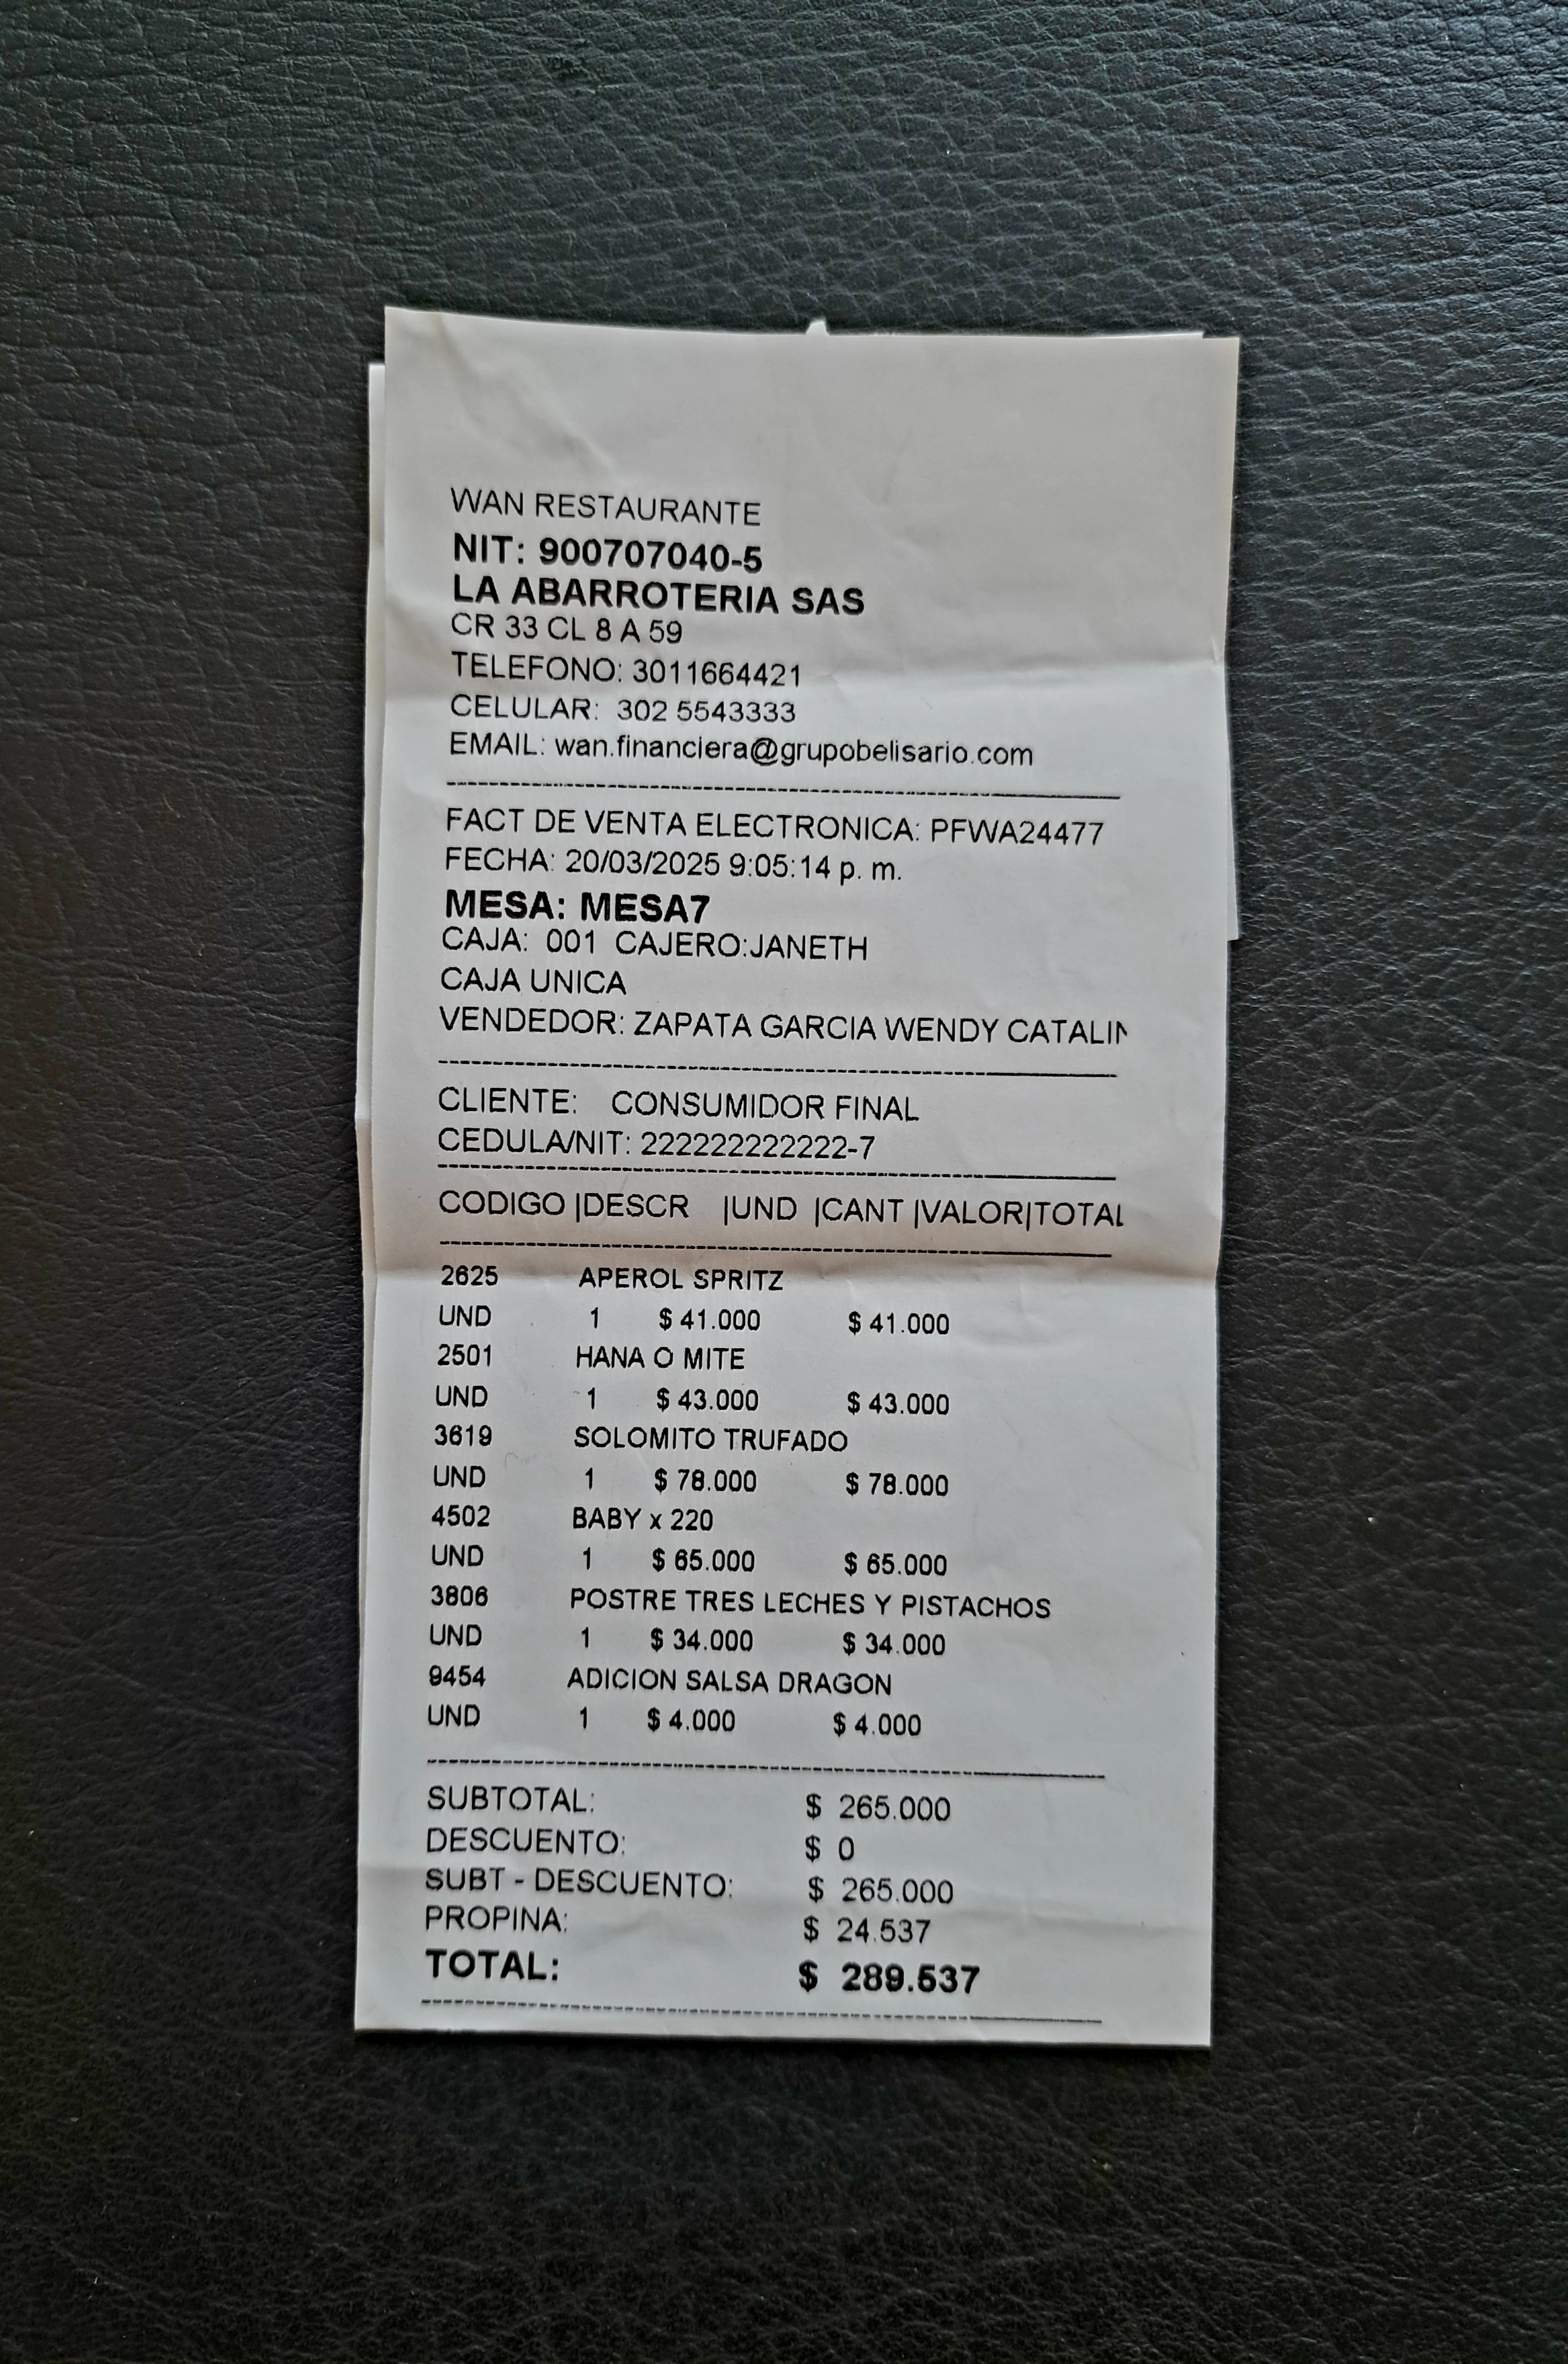 WAN RESTAURANTE
NIT: 900707040-5
LA ABARROTERIA SAS
CR 33 CL 8 A 59
TELEFONO: 3011664421
CELULAR: 302 5543333
EMAIL: wan.financiera@grupobelisario.com
FACT DE VENTA ELECTRONICA: PFWA24477
FECHA: 20/03/2025 9:05:14 p. m.
MESA: MESA7
CAJA: 001 CAJERO:JANETH
CAJA UNICA
VENDEDOR: ZAPATA GARCIA WENDY CATALIN
CLIENTE: CONSUMIDOR FINAL
CEDULA/NIT: 222222222222-7
CODIGO |DESCR |UND |CANT |VALOR|TOTAL
2625 APEROL SPRITZ
UND 1 $ 41.000 $ 41.000
2501 HANA O MITE
UND 1 $ 43.000 $ 43.000
3619 SOLOMITO TRUFADO
UND 1 $ 78.000 $ 78.000
4502 BABY x 220
UND 1 $ 65.000 $ 65.000
3806 POSTRE TRES LECHES Y PISTACHOS
UND 1 $ 34.000 $ 34.000
9454 ADICION SALSA DRAGON
UND 1 $ 4.000 $ 4.000
SUBTOTAL: $ 265.000
DESCUENTO: $ 0
SUBT - DESCUENTO: $ 265.000
PROPINA: $ 24.537
TOTAL: $ 289.537